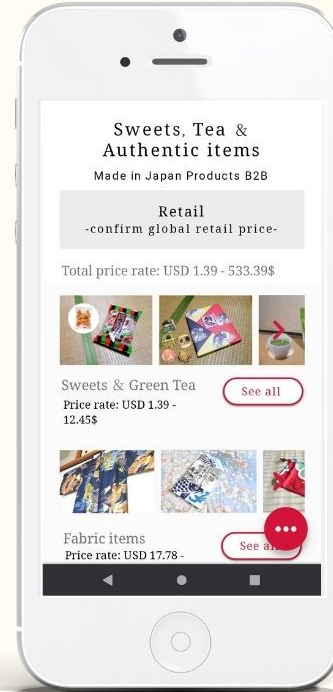 Sweets, Tea &
Authentic items
Made in Japan Products B2B
Retail
-confirm global retail price-
Total price rate: USD 1.39 - 533.39$
Sweets & Green Tea
See all
Price rate: USD 1.39 -
12.45$
Fabric items
See all
Price rate: USD 17.78 -